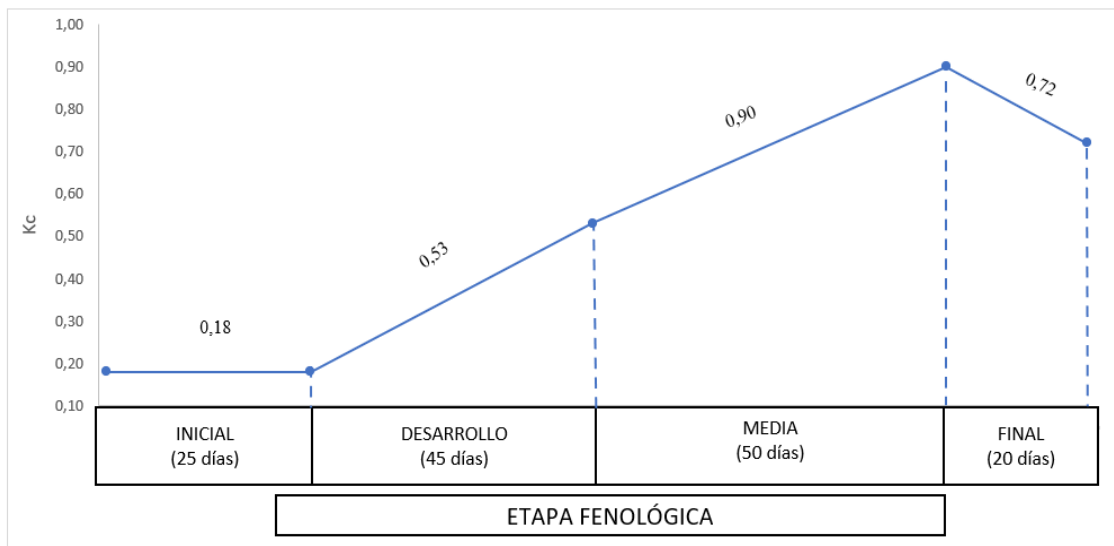 1,00
0,90
0,80
0,70
0,60
0,50
0,40
0,30
0,20
0,10
Kc
0,18
0,53
0,90
0,72
INICIAL
(25 días)
DESARROLLO
(45 días)
MEDIA
(50 días)
FINAL
(20 días)
ETAPA FENOLÓGICA